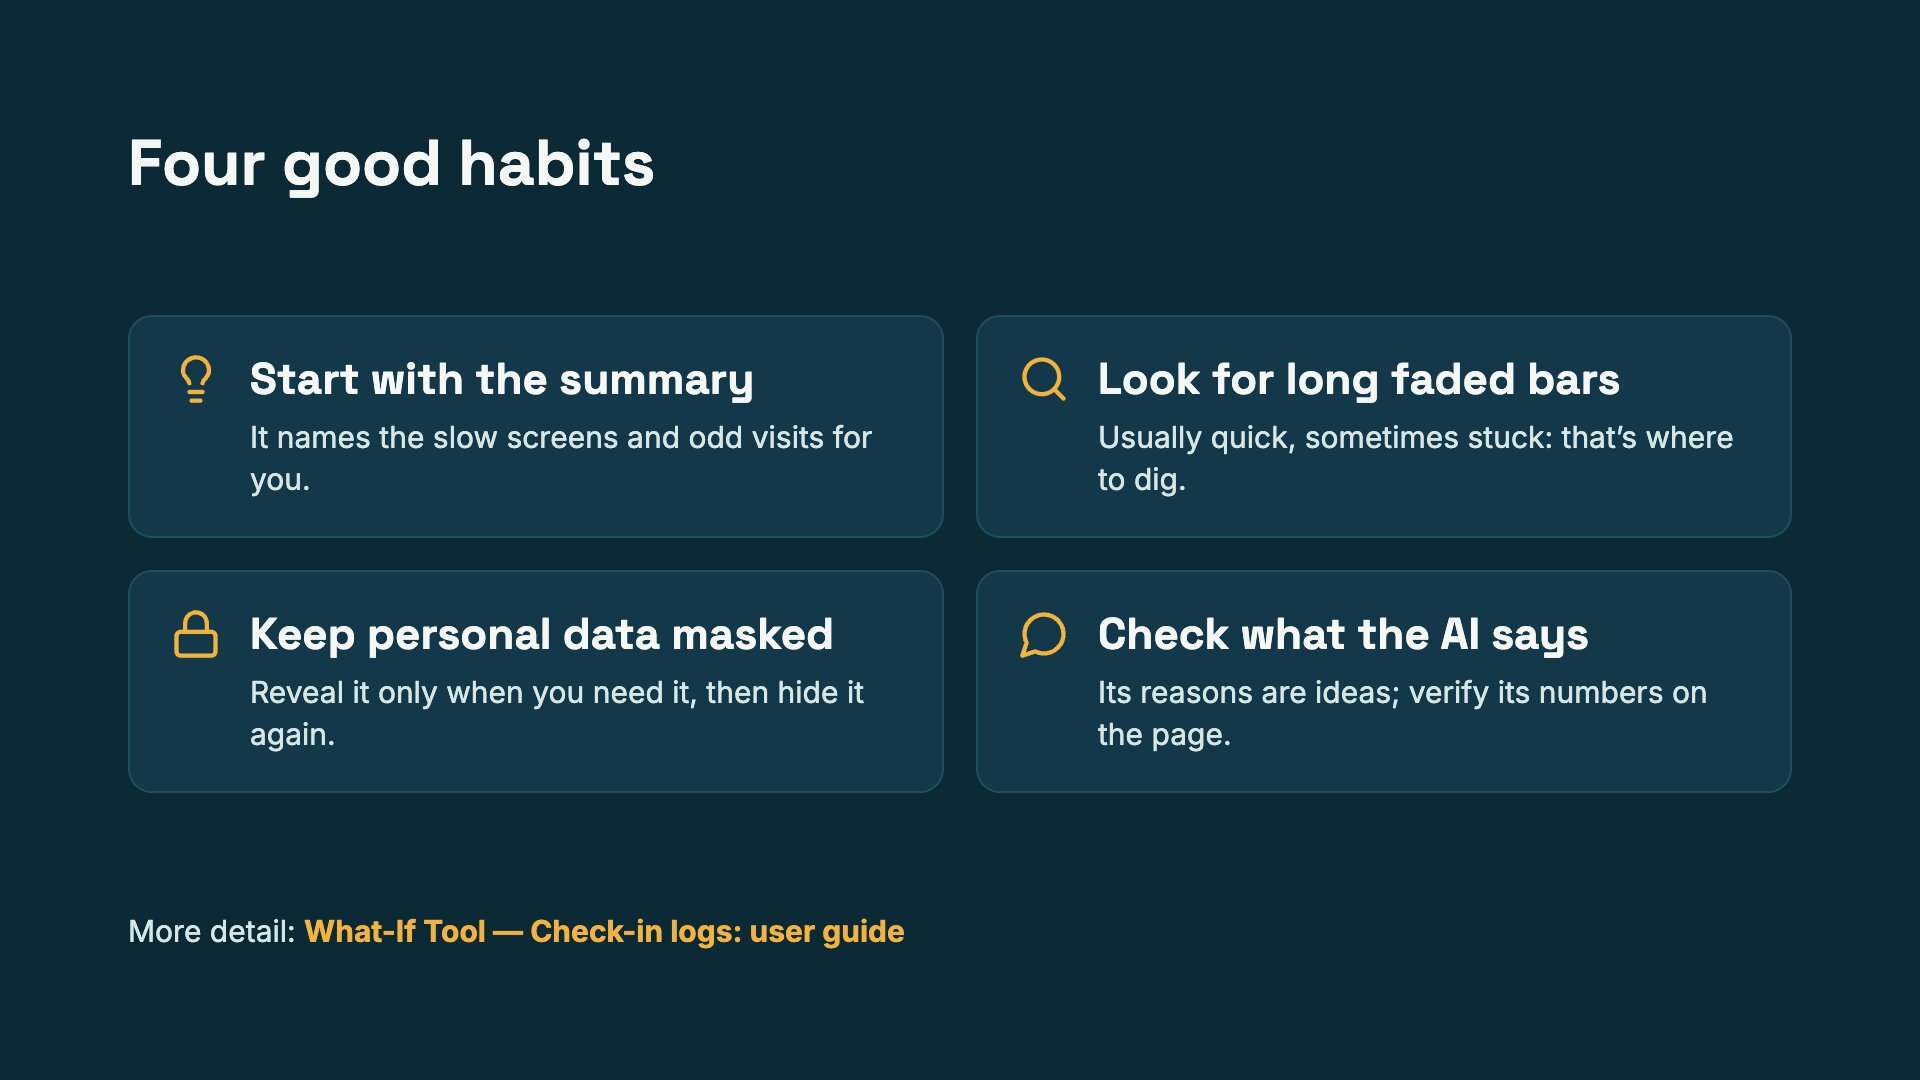 Four good habits
Start with the summary
It names the slow screens and odd visits for
you.
Look for long faded bars
Usually quick, sometimes stuck: that’s where
to dig.
Keep personal data masked
Reveal it only when you need it, then hide it
again.
Check what the AI says
Its reasons are ideas; verify its numbers on
the page.
More detail: What-If Tool — Check-in logs: user guide